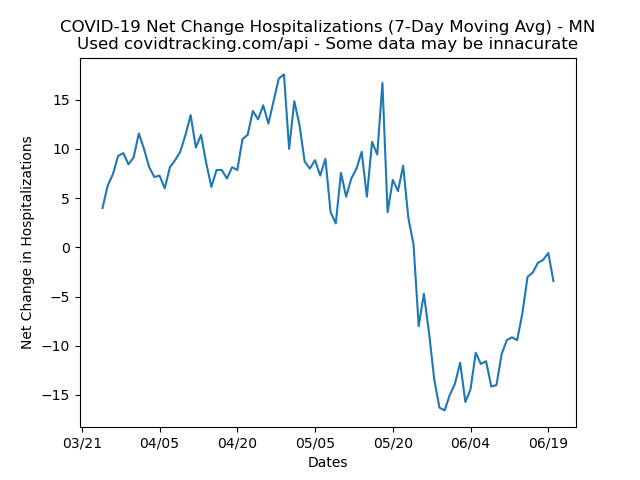 COVID-19 Net Change Hospitalizations (7-Day Moving Avg) - MN
Used covidtracking.com/api - Some data may be innacurate
Net Change in Hospitalizations
15
10
5
0
−5
−10
−15
03/21 04/05 04/20 05/05 05/20 06/04 06/19
Dates